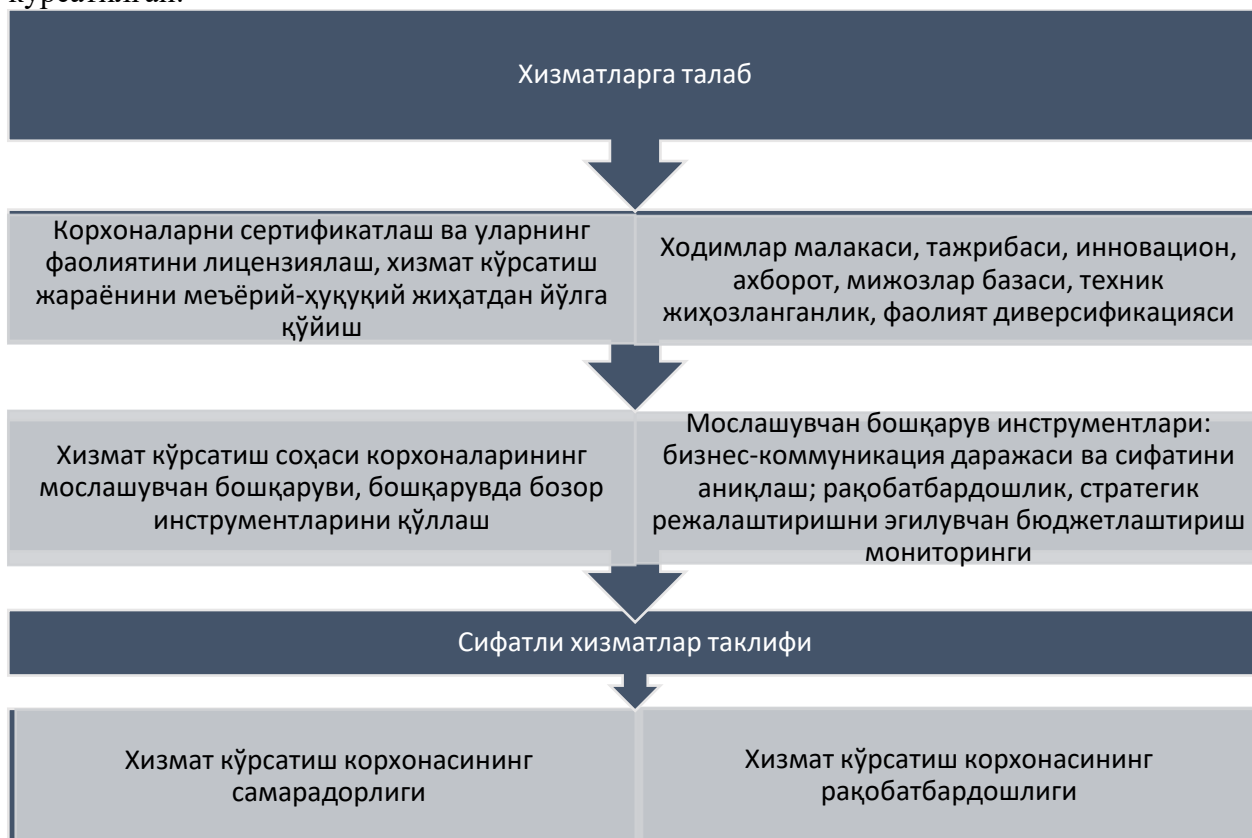 кўрсатилган.
Хизматларга талаб
Корхоналарни сертификатлаш ва уларнинг
фаолиятини лицензиялаш, хизмат кўрсатиш
жараёнини меъёрий-ҳуқуқий жиҳатдан йўлга
қўйиш
Ходимлар малакаси, тажрибаси, инновацион,
ахборот, мижозлар базаси, техник
жиҳозланганлик, фаолият диверсификацияси
Хизмат кўрсатиш соҳаси корхоналарининг
мослашувчан бошқаруви, бошқарувда бозор
инструментларини қўллаш
Мослашувчан бошқарув инструментлари:
бизнес-коммуникация даражаси ва сифатини
аниқлаш; рақобатбардошлик, стратегик
режалаштиришни эгилувчан бюджетлаштириш
мониторинги
Сифатли хизматлар таклифи
Хизмат кўрсатиш корхонасининг
самарадорлиги
Хизмат кўрсатиш корхонасининг
рақобатбардошлиги